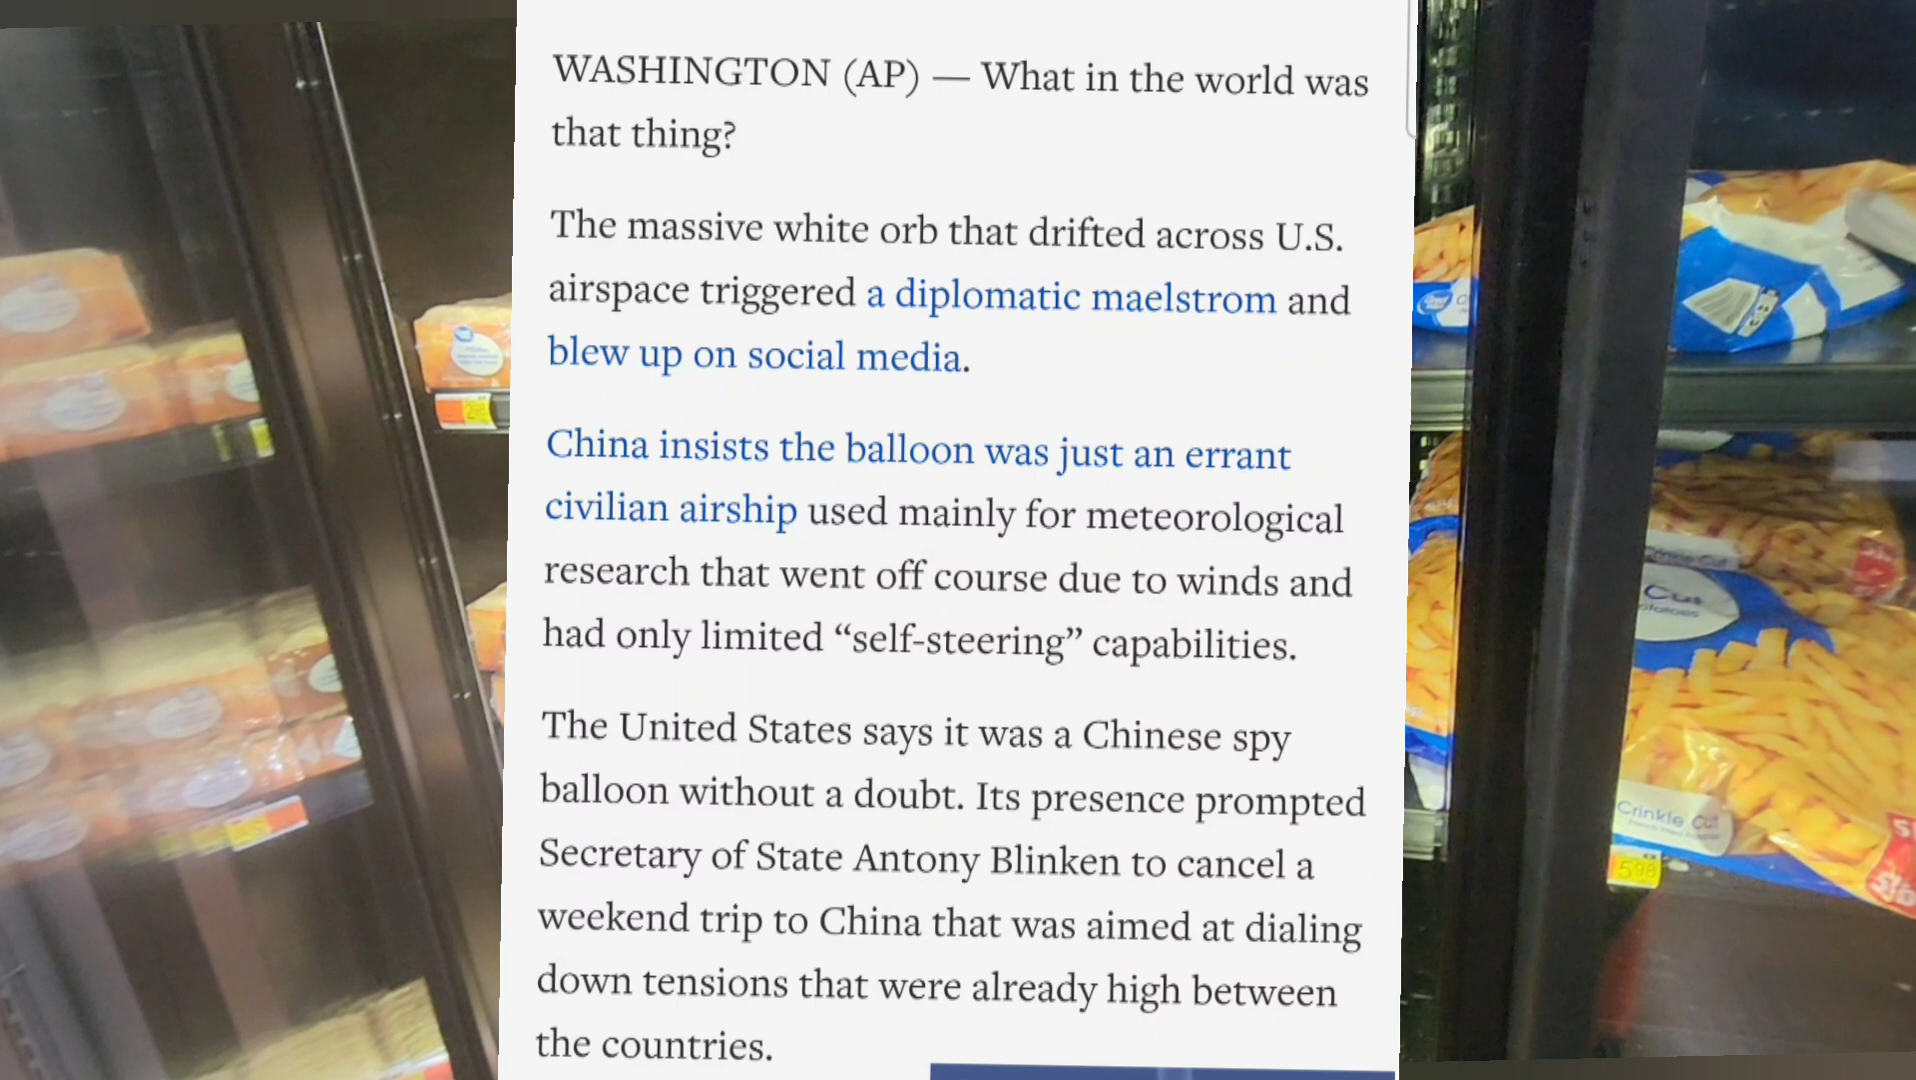 WASHINGTON (AP) — What in the world was
that thing?
The massive white orb that drifted across U.S.
airspace triggered a diplomatic maelstrom and
blew up on social media.
China insists the balloon was just an errant
civilian airship used mainly for meteorological
research that went off course due to winds and
had only limited “self-steering” capabilities.
The United States says it was a Chinese spy
balloon without a doubt. Its presence prompted
Secretary of State Antony Blinken to cancel a
weekend trip to China that was aimed at dialing
down tensions that were already high between
the countries.
Crinkle Cut
Cut
Crinkle Cut
5.98